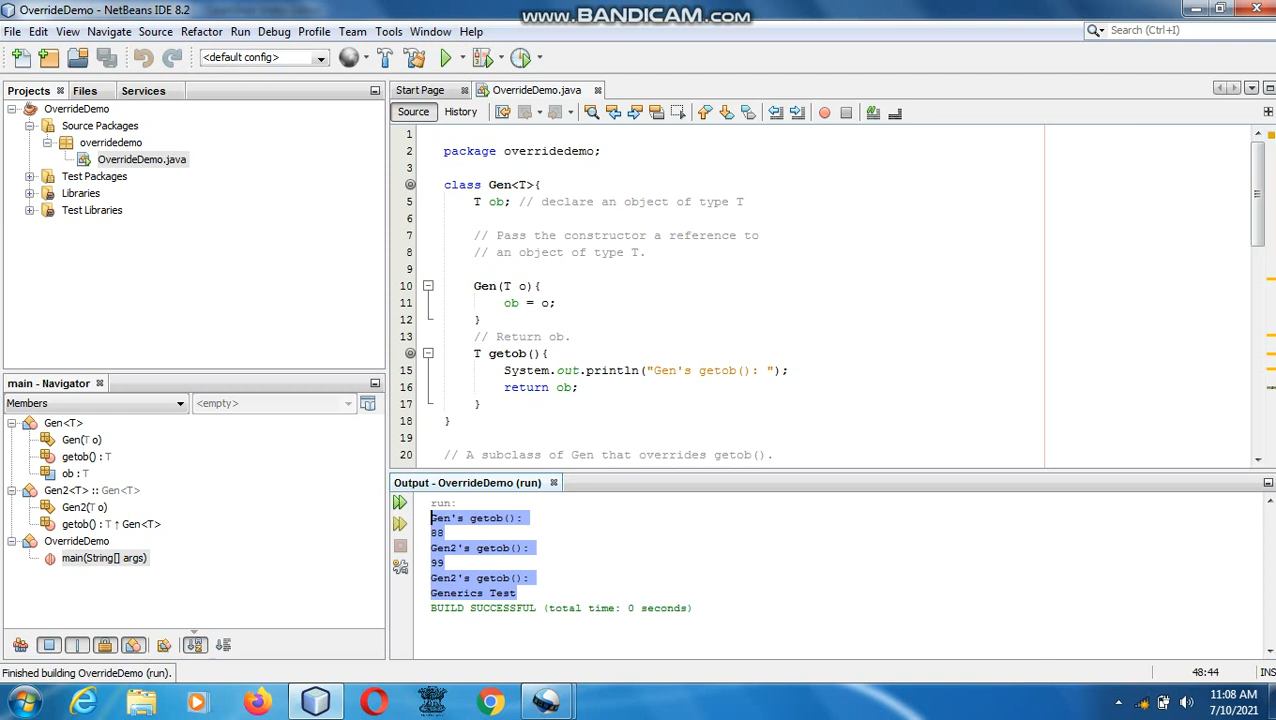 OverrideDemo - NetBeans IDE 8.2
www.BANDICAM.com
File Edit View Navigate Source Refactor Run Debug Profile Team Tools Window Help
Search (Ctrl+I)
<default config>
Projects Files Services
OverrideDemo
Source Packages
overridedemo
OverrideDemo.java
Test Packages
Libraries
Test Libraries
Start Page OverrideDemo.java
Source History
1
2 package overridedemo;
3
class Gen<T>{
5 T ob; // declare an object of type T
6
7 // Pass the constructor a reference to
8 // an object of type T.
9
10 Gen(T o){
11 ob = o;
12 }
13 // Return ob.
T getob(){
15 System.out.println("Gen's getob(): ");
16 return ob;
17 }
18 }
19
20 // A subclass of Gen that overrides getob().
main - Navigator
Members <empty>
Gen<T>
Gen(T o)
getob() : T
ob : T
Gen2<T> :: Gen<T>
Gen2(T o)
getob() : T ↑ Gen<T>
OverrideDemo
main(String[] args)
Output - OverrideDemo (run)
run:
Gen's getob():
88
Gen2's getob():
99
Gen2's getob():
Generics Test
BUILD SUCCESSFUL (total time: 0 seconds)
Finished building OverrideDemo (run).
48:44 INS
11:08 AM
7/10/2021